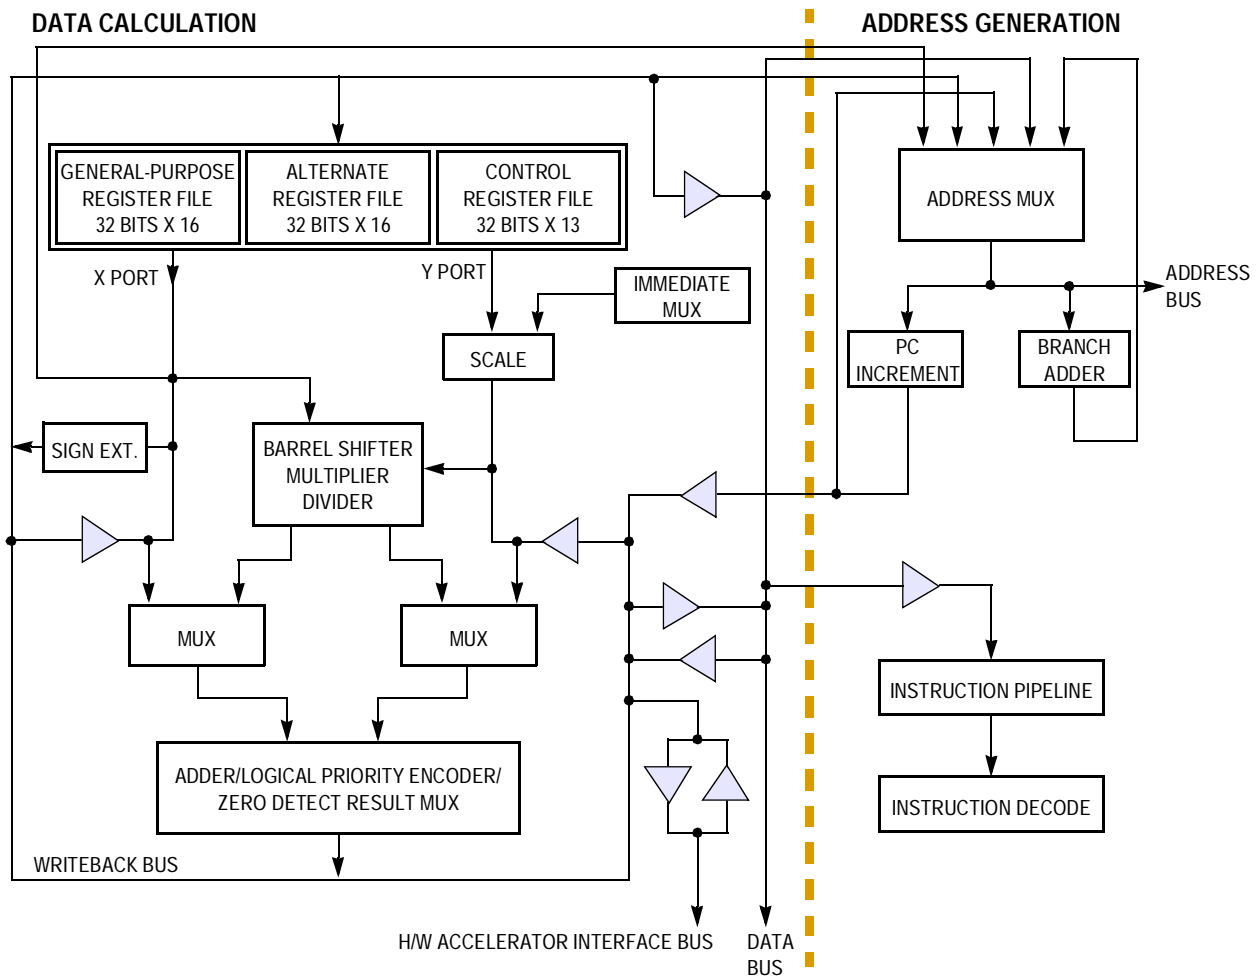 DATA CALCULATION
ADDRESS GENERATION
GENERAL-PURPOSE
REGISTER FILE
32 BITS X 16
ALTERNATE
REGISTER FILE
32 BITS X 16
CONTROL
REGISTER FILE
32 BITS X 13
ADDRESS MUX
X PORT
Y PORT
IMMEDIATE
MUX
ADDRESS
BUS
SCALE
PC
INCREMENT
BRANCH
ADDER
SIGN EXT.
BARREL SHIFTER
MULTIPLIER
DIVIDER
MUX
MUX
INSTRUCTION PIPELINE
ADDER/LOGICAL PRIORITY ENCODER/
ZERO DETECT RESULT MUX
INSTRUCTION DECODE
WRITEBACK BUS
H/W ACCELERATOR INTERFACE BUS
DATA
BUS